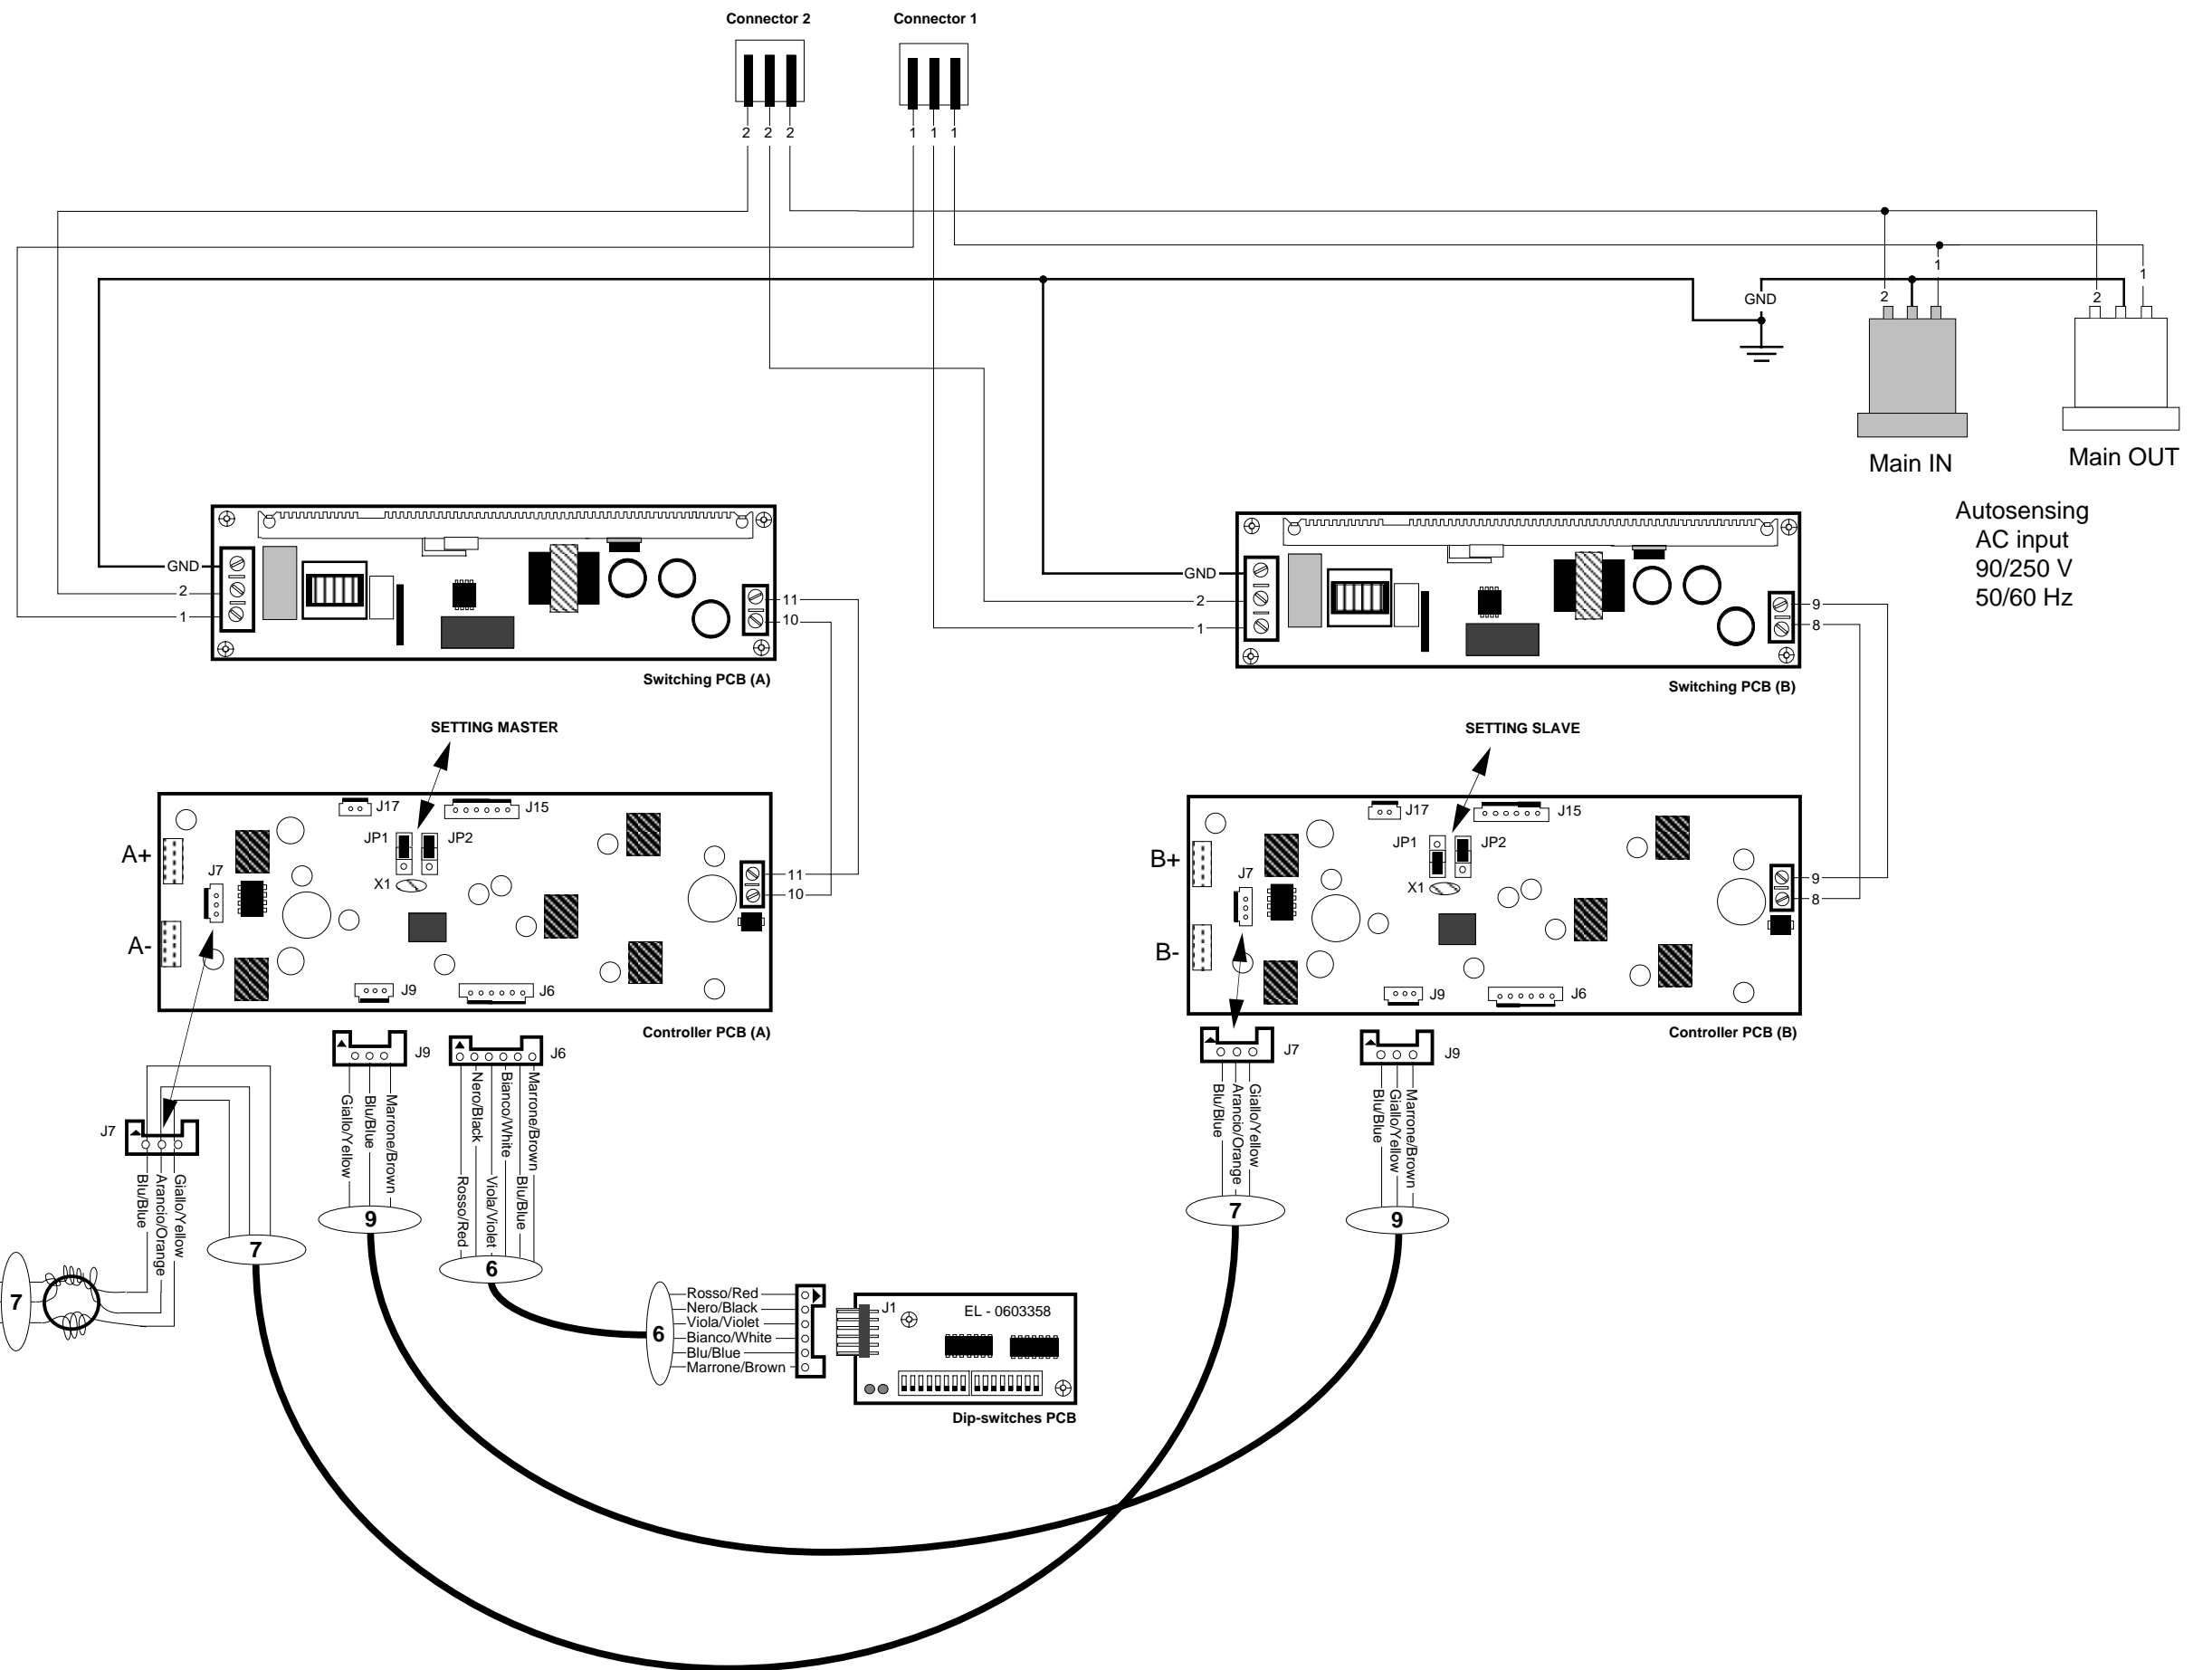 Connector 2
Connector 1
2 2 2
1 1 1
GND
2
1
2
1
Main IN
Main OUT
Autosensing
AC input
90/250 V
50/60 Hz
GND
2
1
11
10
Switching PCB (A)
GND
2
1
9
8
Switching PCB (B)
SETTING MASTER
SETTING SLAVE
A+
A-
J7
J17
J15
JP1
JP2
X1
11
10
J9
J6
Controller PCB (A)
B+
B-
J7
J17
J15
JP1
JP2
X1
9
8
J9
J6
Controller PCB (B)
J9
Giallo/Yellow
Blu/Blue
Marrone/Brown
9
J6
Rosso/Red
Nero/Black
Viola/Violet
Bianco/White
Blu/Blue
Marrone/Brown
6
J7
Blu/Blue
Arancio/Orange
Giallo/Yellow
7
J9
Blu/Blue
Giallo/Yellow
Marrone/Brown
9
J7
Blu/Blue
Arancio/Orange
Giallo/Yellow
7
7
6
Rosso/Red
Nero/Black
Viola/Violet
Bianco/White
Blu/Blue
Marrone/Brown
J1
EL - 0603358
Dip-switches PCB